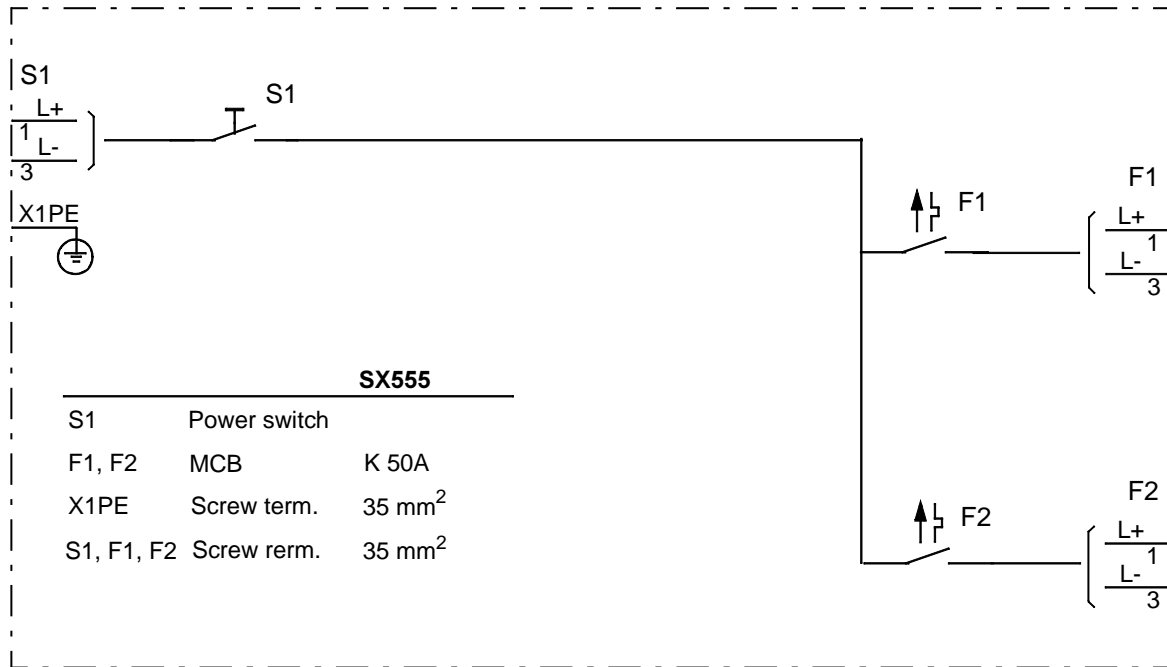 S1
L+
1
L-
3
X1PE
S1
F1
F1
L+
1
L-
3
SX555
S1 Power switch
F1, F2 MCB K 50A
X1PE Screw term. 35 mm2
S1, F1, F2 Screw rerm. 35 mm2
F2
F2
L+
1
L-
3